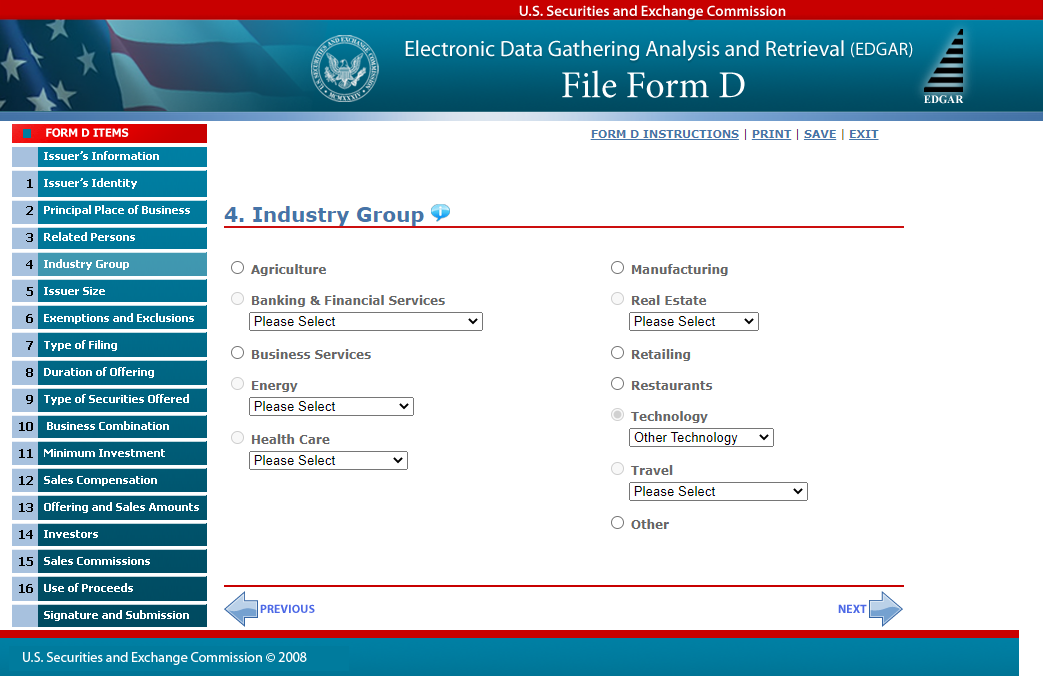 U.S. Securities and Exchange Commission
Electronic Data Gathering Analysis and Retrieval (EDGAR)
File Form D
EDGAR
FORM D ITEMS
FORM D INSTRUCTIONS | PRINT | SAVE | EXIT
Issuer's Information
1 Issuer's Identity
2 Principal Place of Business
3 Related Persons
4 Industry Group
5 Issuer Size
6 Exemptions and Exclusions
7 Type of Filing
8 Duration of Offering
9 Type of Securities Offered
10 Business Combination
11 Minimum Investment
12 Sales Compensation
13 Offering and Sales Amounts
14 Investors
15 Sales Commissions
16 Use of Proceeds
Signature and Submission
4. Industry Group
Agriculture
Banking & Financial Services
Please Select
Business Services
Energy
Please Select
Health Care
Please Select
Manufacturing
Real Estate
Please Select
Retailing
Restaurants
Technology
Other Technology
Travel
Please Select
Other
PREVIOUS
NEXT
U.S. Securities and Exchange Commission © 2008